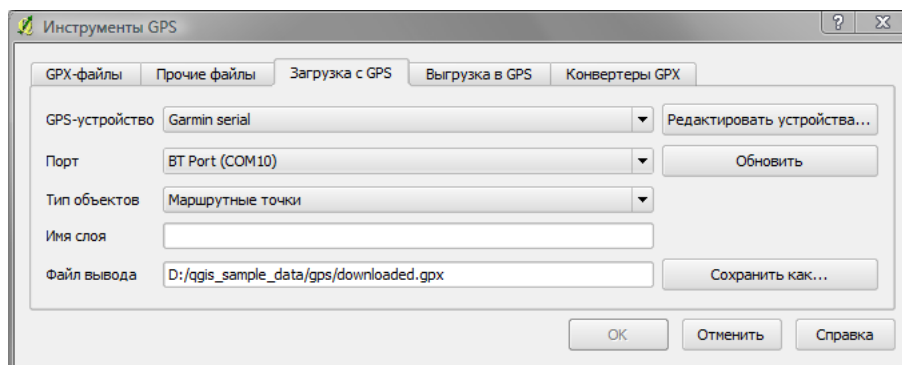 Инструменты GPS
GPX-файлы Прочие файлы Загрузка с GPS Выгрузка в GPS Конвертеры GPX
GPS-устройство Garmin serial Редактировать устройства...
Порт BT Port (COM10) Обновить
Тип объектов Маршрутные точки
Имя слоя
Файл вывода D:/qgis_sample_data/gps/downloaded.gpx Сохранить как...
OK Отменить Справка